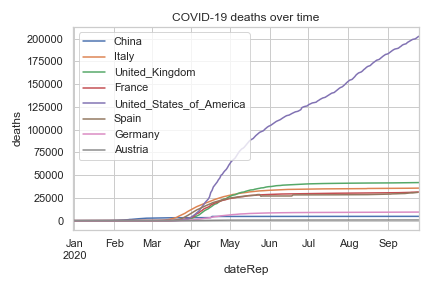 COVID-19 deaths over time
China
Italy
United_Kingdom
France
United_States_of_America
Spain
Germany
Austria
200000
175000
150000
125000
100000
75000
50000
25000
0
deaths
Jan Feb Mar Apr May Jun Jul Aug Sep
2020
dateRep